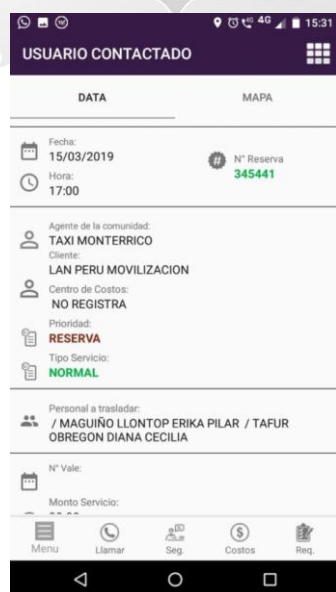 4G 15:31
USUARIO CONTACTADO
DATA MAPA
Fecha:
15/03/2019
N° Reserva
345441
Hora:
17:00
Agente de la comunidad:
TAXI MONTERRICO
Cliente:
LAN PERU MOVILIZACION
Centro de Costos:
NO REGISTRA
Prioridad:
RESERVA
Tipo Servicio:
NORMAL
Personal a trasladar:
/ MAGUIÑO LLONTOP ERIKA PILAR / TAFUR
OBREGON DIANA CECILIA
N° Vale:
Monto Servicio:
Menu Llamar Seg. Costos Req.